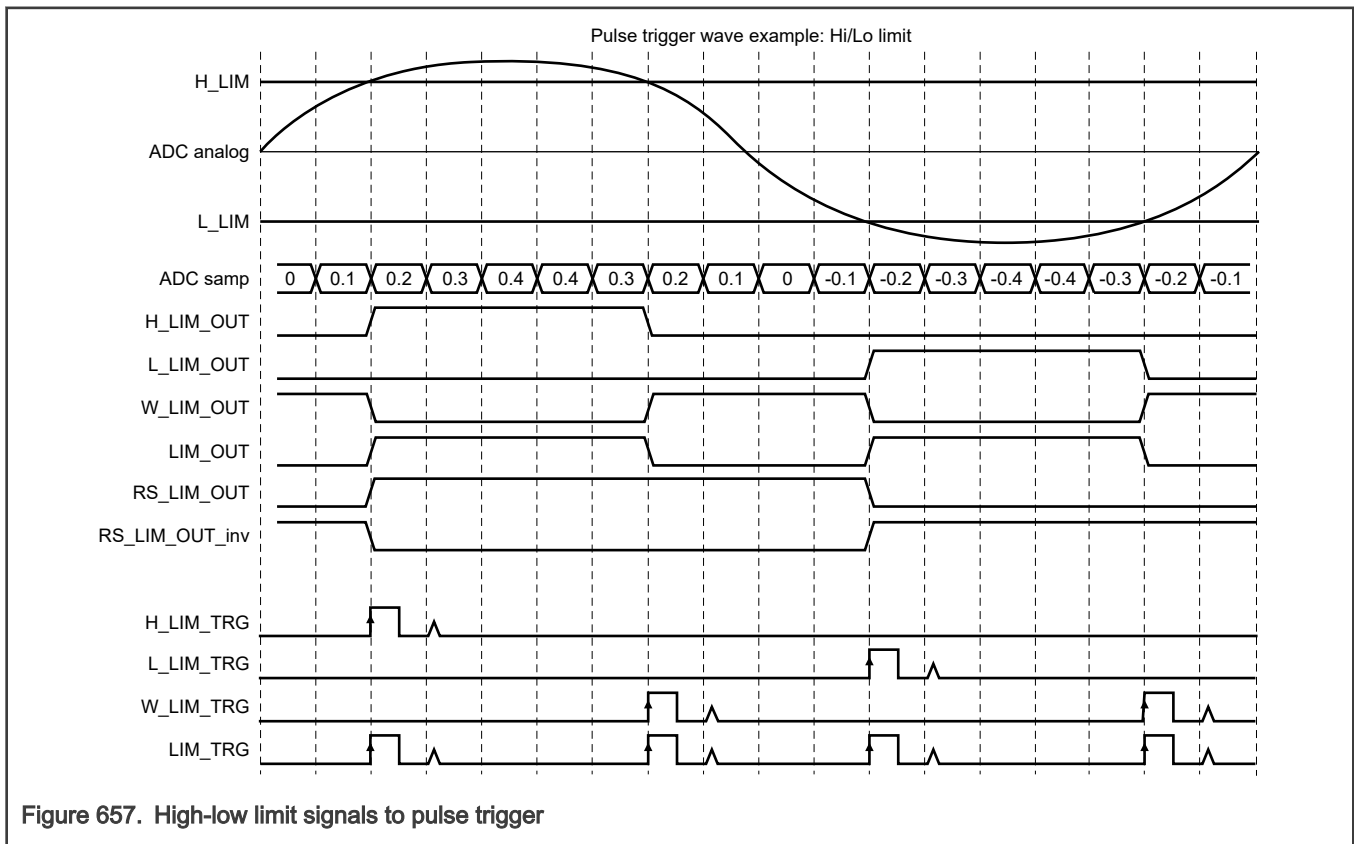 Pulse trigger wave example: Hi/Lo limit
H_LIM
ADC analog
L_LIM
ADC samp 0 0.1 0.2 0.3 0.4 0.4 0.3 0.2 0.1 0 -0.1 -0.2 -0.3 -0.4 -0.4 -0.3 -0.2 -0.1
H_LIM_OUT
L_LIM_OUT
W_LIM_OUT
LIM_OUT
RS_LIM_OUT
RS_LIM_OUT_inv
H_LIM_TRG
L_LIM_TRG
W_LIM_TRG
LIM_TRG
Figure 657. High-low limit signals to pulse trigger